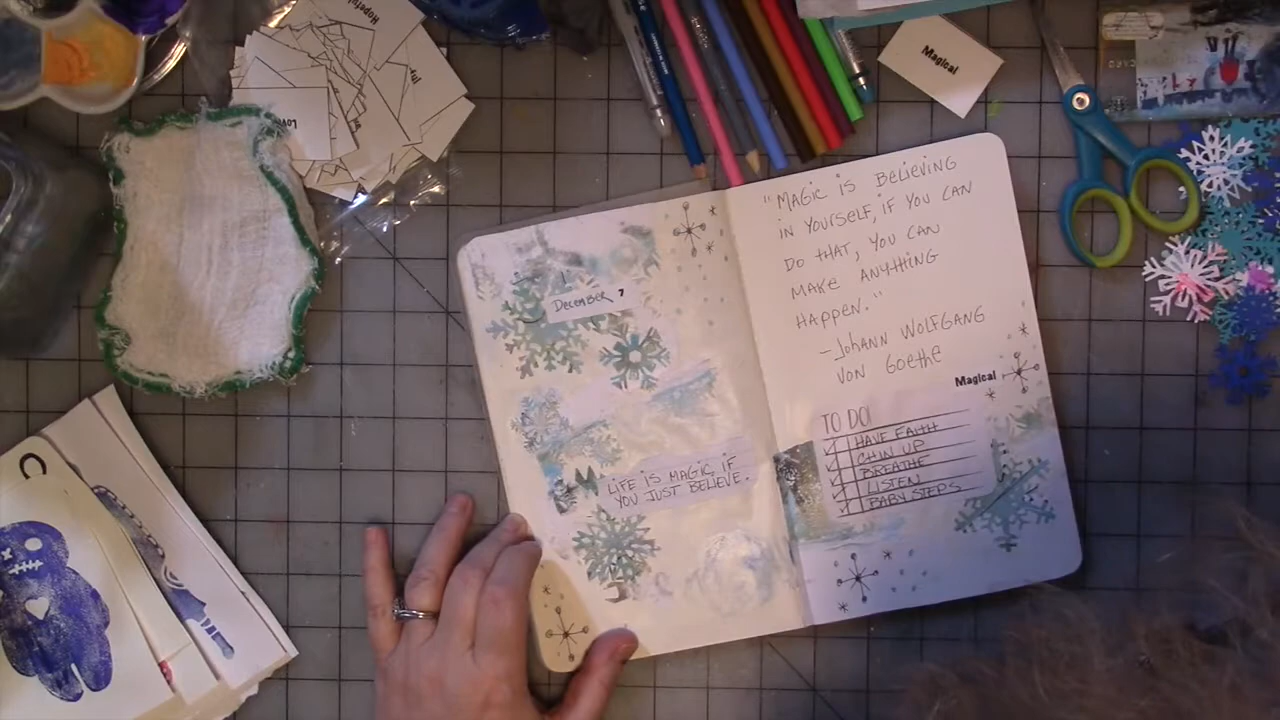 Hopeful
Magical
December 7
LIFE IS MAGIC, IF
YOU JUST BELIEVE.
"MAGIC IS BELIEVING
IN YOURSELF, IF YOU CAN
DO THAT, YOU CAN
MAKE ANYTHING
HAPPEN."
-JOHANN WOLFGANG
VON GOETHE
Magical
TO DO!
HAVE FAITH
CHIN UP
BREATHE
LISTEN
BABY STEPS